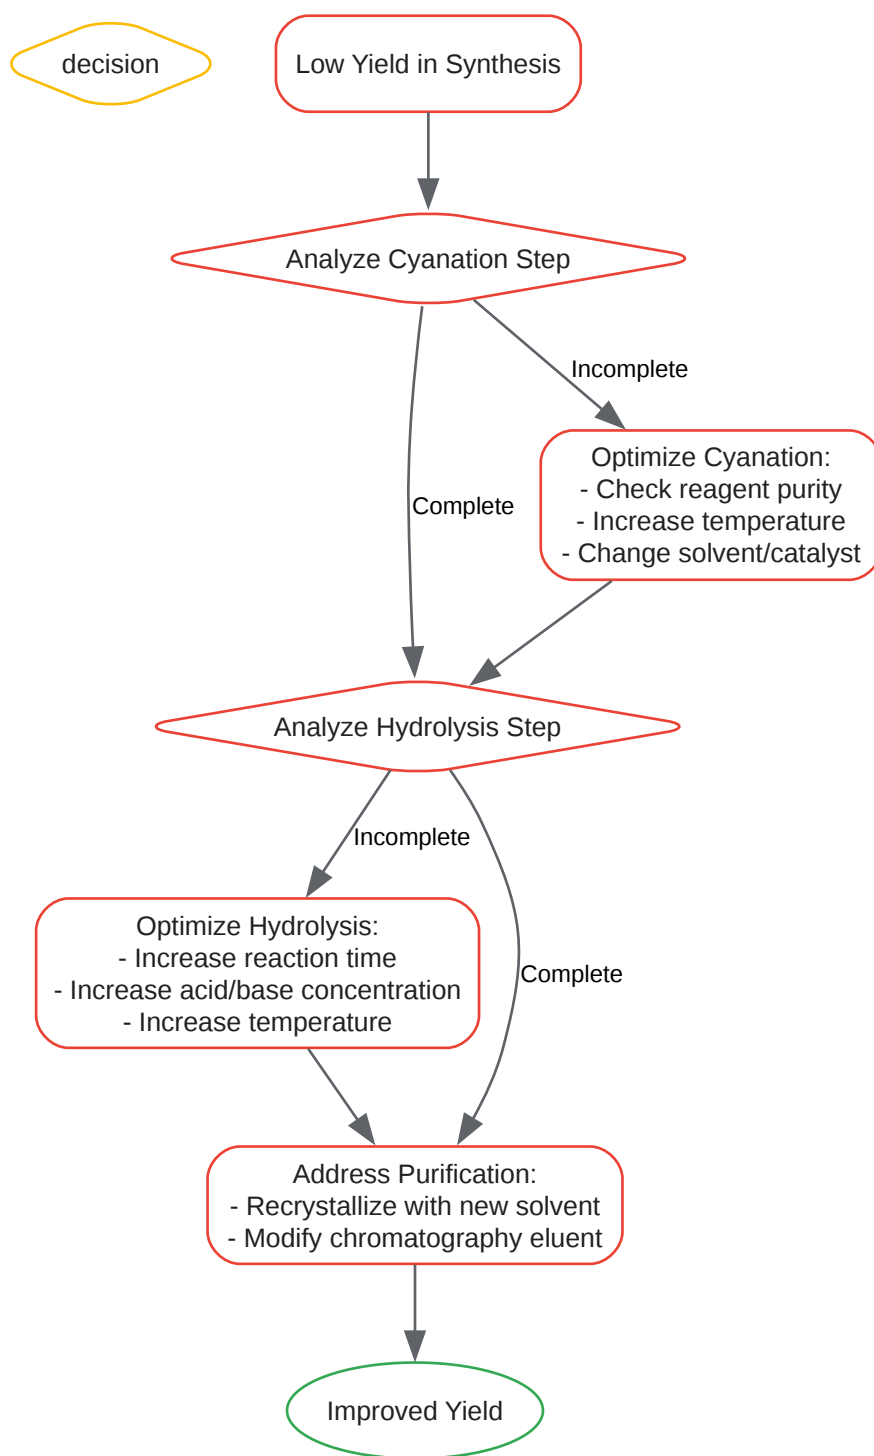 decision
Low Yield in Synthesis
Analyze Cyanation Step
Incomplete
Optimize Cyanation:
- Check reagent purity
- Increase temperature
- Change solvent/catalyst
Complete
Analyze Hydrolysis Step
Incomplete
Optimize Hydrolysis:
- Increase reaction time
- Increase acid/base concentration
- Increase temperature
Complete
Address Purification:
- Recrystallize with new solvent
- Modify chromatography eluent
Improved Yield